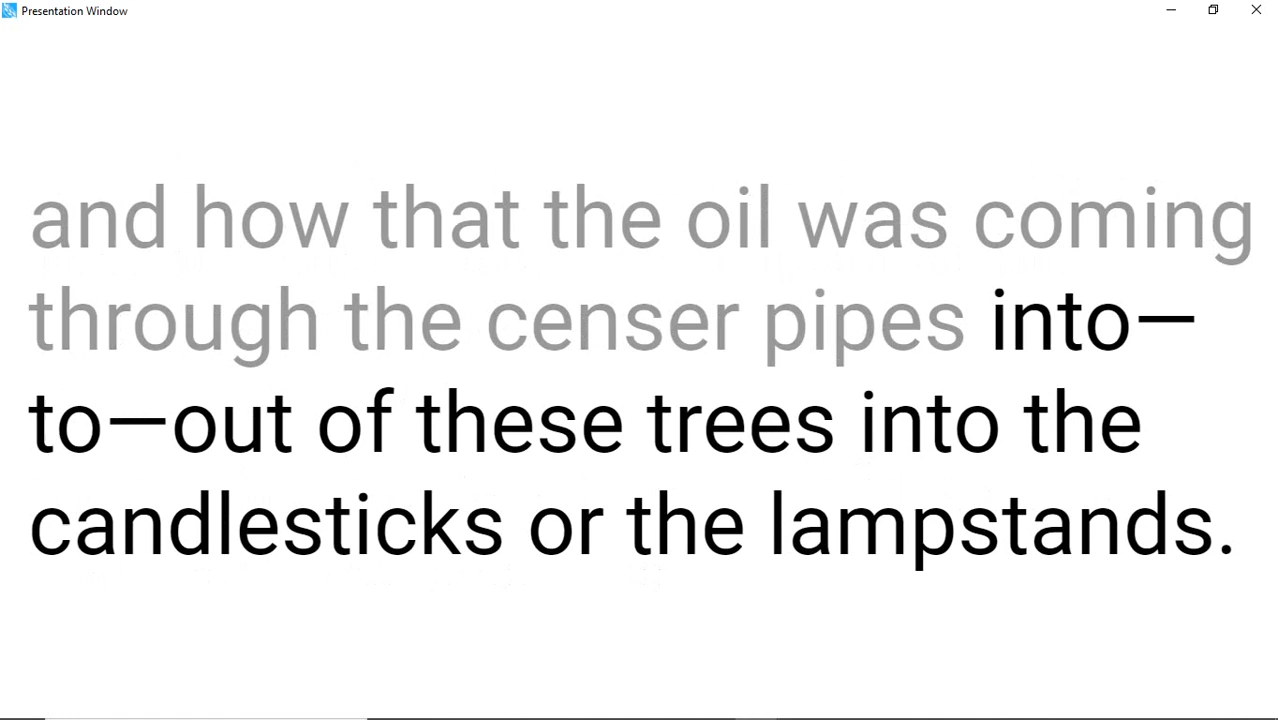 Presentation Window
and how that the oil was coming
through the censer pipes into—
to—out of these trees into the
candlesticks or the lampstands.